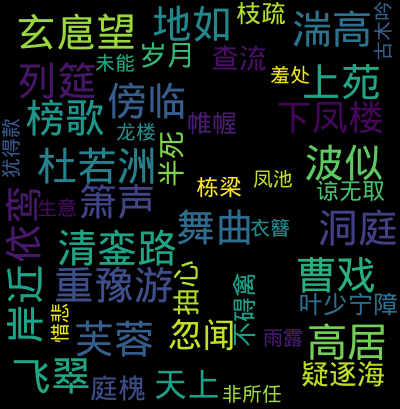 玄扈望
地如
枝疏
湍高
古木吟
未能
岁月
查流
羞处
列筵
傍临
上苑
榜歌
龙楼
帷幄
下凤楼
犹得款
杜若洲
半死
栋梁
凤池
波似
谅无取
依鸾
生意
箫声
舞曲
衣簪
洞庭
清銮路
岸近
重豫游
抽心
不碍禽
曹戏
叶少宁障
惜悲
芙蓉
忽闻
雨露
高居
飞翠
庭槐
天上
非所任
疑逐海